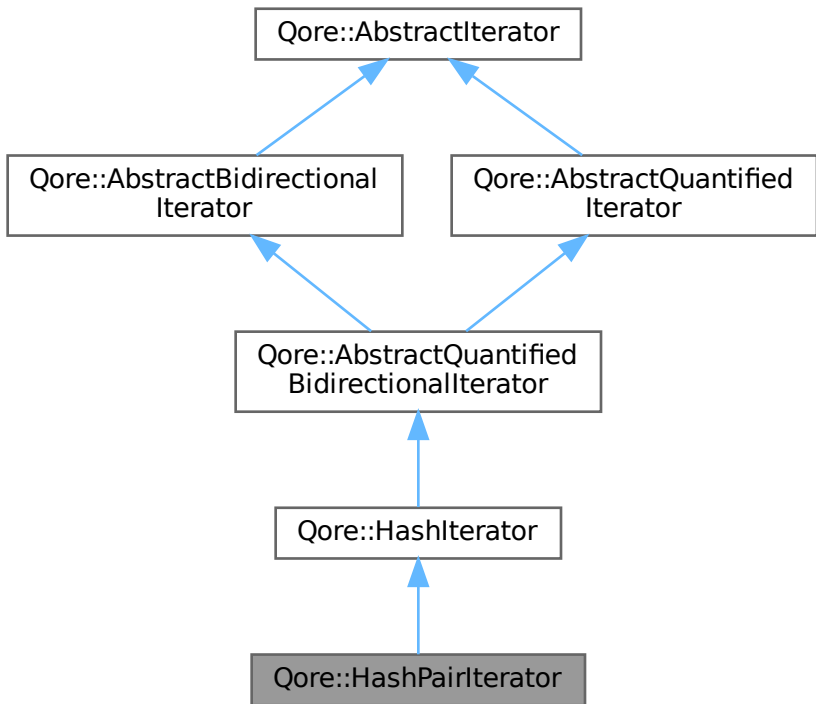 Qore::AbstractIterator
Qore::AbstractBidirectional
Iterator
Qore::AbstractQuantified
Iterator
Qore::AbstractQuantified
BidirectionalIterator
Qore::HashIterator
Qore::HashPairIterator